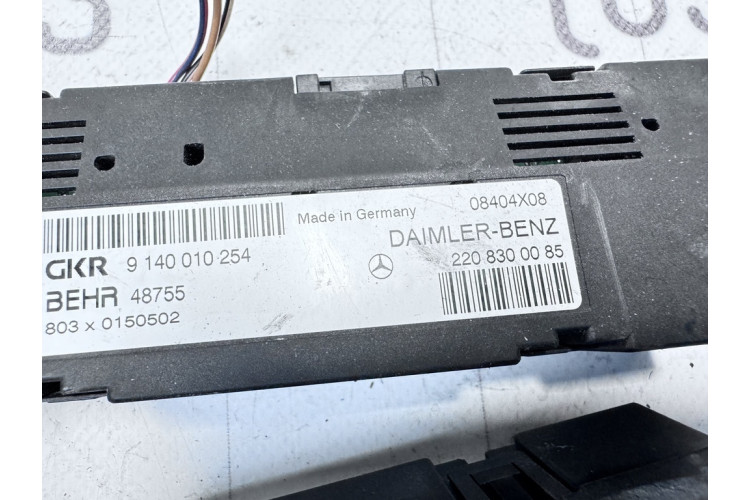 Made in Germany
08404X08
GKR 9 140 010 254
DAIMLER-BENZ
BEHR 48755
220 830 00 85
803 x 0150502